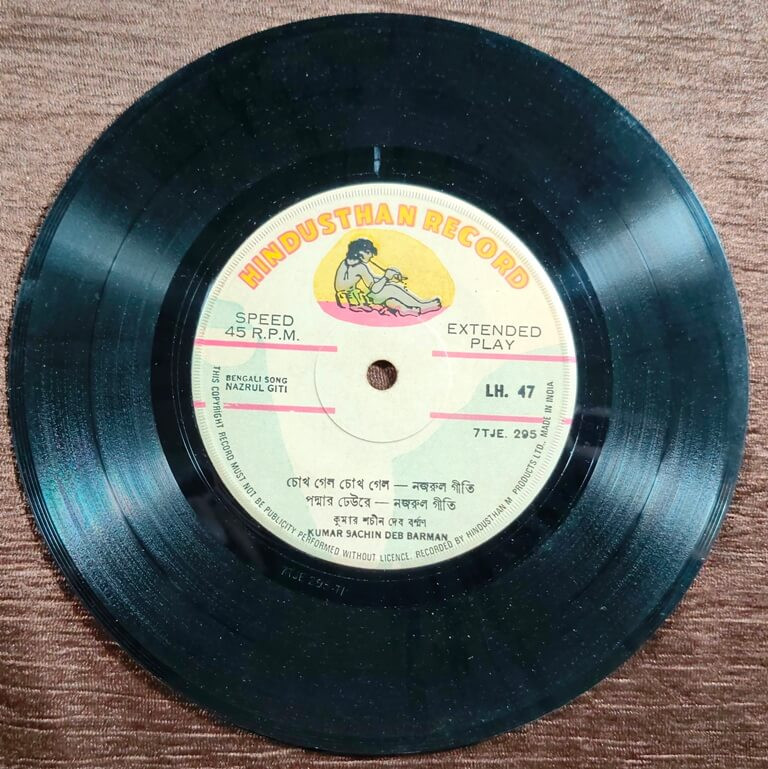 HINDUSTHAN RECORD
SPEED
45 R.P.M.
EXTENDED
PLAY
BENGALI SONG
NAZRUL GITI
LH. 47
7TJE. 295
চোখ গেল চোখ গেল — নজরুল গীতি
পদ্মার ঢেউরে — নজরুল গীতি
কুমার শচীন দেব বর্ম্মণ
KUMAR SACHIN DEB BARMAN
THIS COPYRIGHT RECORD MUST NOT BE PUBLICITY PERFORMED WITHOUT LICENCE. RECORDED BY HINDUSTHAN M PRODUCTS LTD. MADE IN INDIA